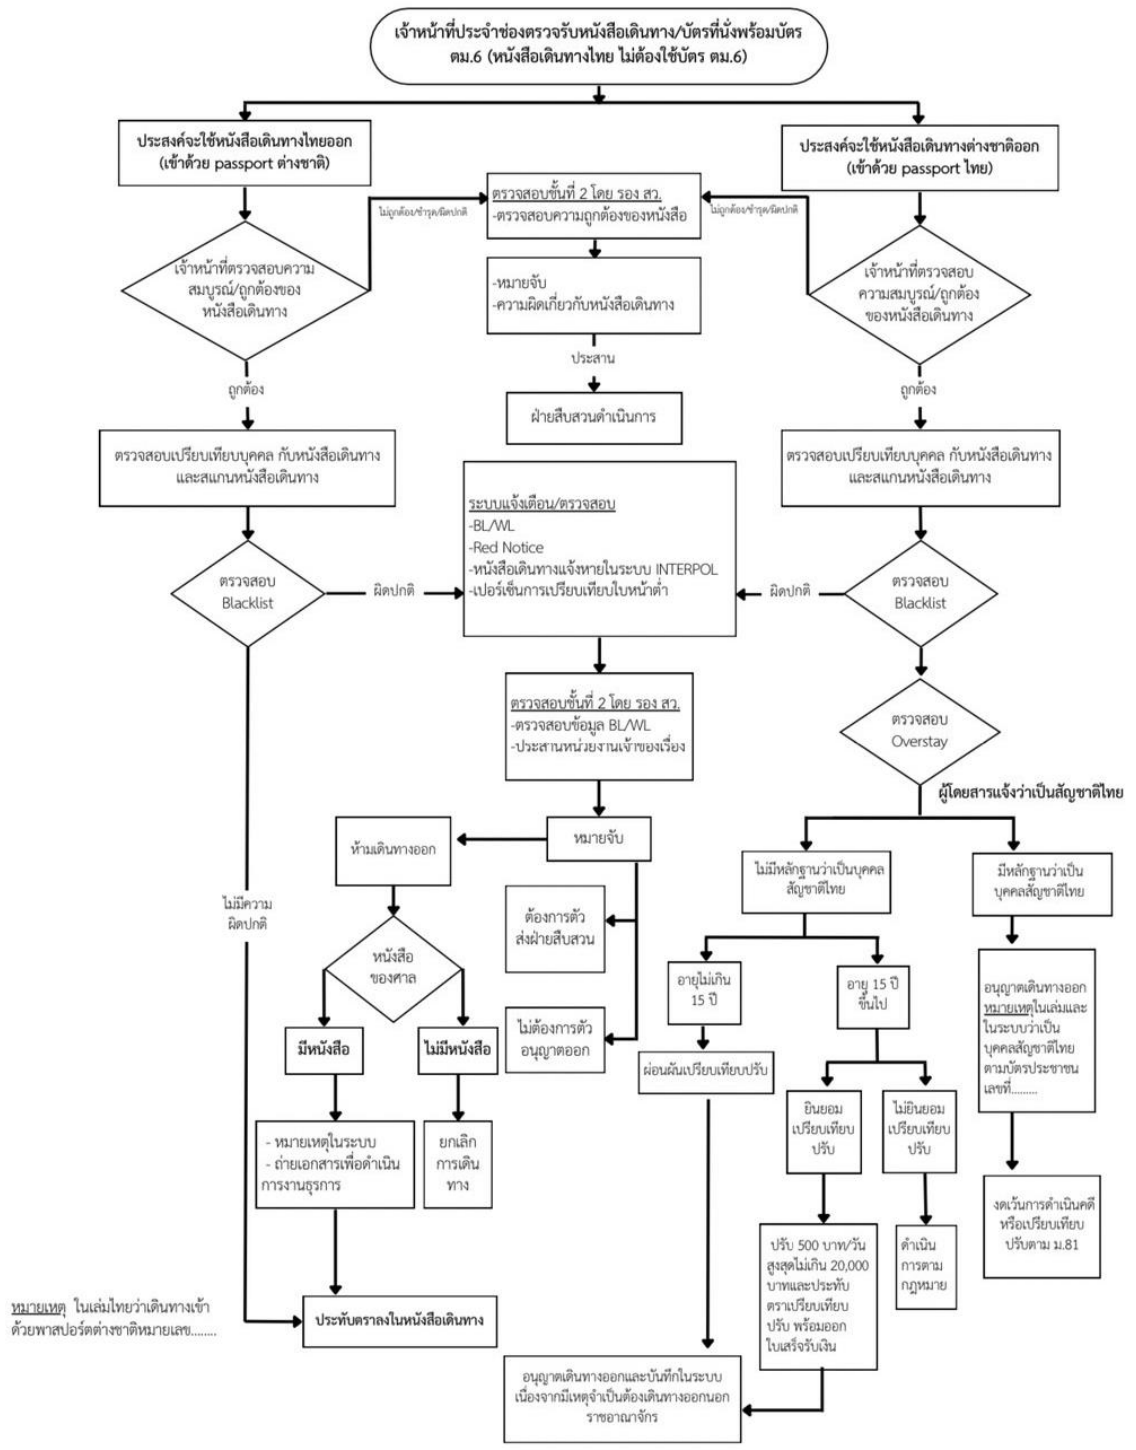 เจ้าหน้าที่ประจำช่องตรวจรับหนังสือเดินทาง/บัตรที่นั่งพร้อมบัตร
ตม.6 (หนังสือเดินทางไทย ไม่ต้องใช้บัตร ตม.6)
ประสงค์จะใช้หนังสือเดินทางไทยออก
(เข้าด้วย passport ต่างชาติ)
ประสงค์จะใช้หนังสือเดินทางต่างชาติออก
(เข้าด้วย passport ไทย)
ไม่ถูกต้อง/ชำรุด/ผิดปกติ
ตรวจสอบชั้นที่ 2 โดย รอง สว.
-ตรวจสอบความถูกต้องของหนังสือ
ไม่ถูกต้อง/ชำรุด/ผิดปกติ
เจ้าหน้าที่ตรวจสอบความ
สมบูรณ์/ถูกต้องของ
หนังสือเดินทาง
-หมายจับ
-ความผิดเกี่ยวกับหนังสือเดินทาง
เจ้าหน้าที่ตรวจสอบ
ความสมบูรณ์/ถูกต้อง
ของหนังสือเดินทาง
ประสาน
ถูกต้อง
ถูกต้อง
ฝ่ายสืบสวนดำเนินการ
ตรวจสอบเปรียบเทียบบุคคล กับหนังสือเดินทาง
และสแกนหนังสือเดินทาง
ตรวจสอบเปรียบเทียบบุคคล กับหนังสือเดินทาง
และสแกนหนังสือเดินทาง
ระบบแจ้งเตือน/ตรวจสอบ
-BL/WL
-Red Notice
-หนังสือเดินทางแจ้งหายในระบบ INTERPOL
-เปอร์เซ็นการเปรียบเทียบใบหน้าต่ำ
ตรวจสอบ
Blacklist
ผิดปกติ
ผิดปกติ
ตรวจสอบ
Blacklist
ตรวจสอบชั้นที่ 2 โดย รอง สว.
-ตรวจสอบข้อมูล BL/WL
-ประสานหน่วยงานเจ้าของเรื่อง
ตรวจสอบ
Overstay
ผู้โดยสารแจ้งว่าเป็นสัญชาติไทย
หมายจับ
ห้ามเดินทางออก
ไม่มีหลักฐานว่าเป็นบุคคล
สัญชาติไทย
มีหลักฐานว่าเป็น
บุคคลสัญชาติไทย
ไม่มีความ
ผิดปกติ
ต้องการตัว
ส่งฝ่ายสืบสวน
หนังสือ
ของศาล
อายุไม่เกิน
15 ปี
อายุ 15 ปี
ขึ้นไป
อนุญาตเดินทางออก
หมายเหตุในเล่มและ
ในระบบว่าเป็น
บุคคลสัญชาติไทย
ตามบัตรประชาชน
เลขที่.........
มีหนังสือ
ไม่มีหนังสือ
ไม่ต้องการตัว
อนุญาตออก
ผ่อนผันเปรียบเทียบปรับ
ยินยอม
เปรียบเทียบ
ปรับ
ไม่ยินยอม
เปรียบเทียบ
ปรับ
- หมายเหตุในระบบ
- ถ่ายเอกสารเพื่อดำเนิน
การงานธุรการ
ยกเลิก
การเดิน
ทาง
งดเว้นการดำเนินคดี
หรือเปรียบเทียบ
ปรับตาม ม.81
ปรับ 500 บาท/วัน
สูงสุดไม่เกิน 20,000
บาทและประทับ
ตราเปรียบเทียบ
ปรับ พร้อมออก
ใบเสร็จรับเงิน
ดำเนิน
การตาม
กฎหมาย
หมายเหตุ ในเล่มไทยว่าเดินทางเข้า
ด้วยพาสปอร์ตต่างชาติหมายเลข........
ประทับตราลงในหนังสือเดินทาง
อนุญาตเดินทางออกและบันทึกในระบบ
เนื่องจากมีเหตุจำเป็นต้องเดินทางออกนอก
ราชอาณาจักร